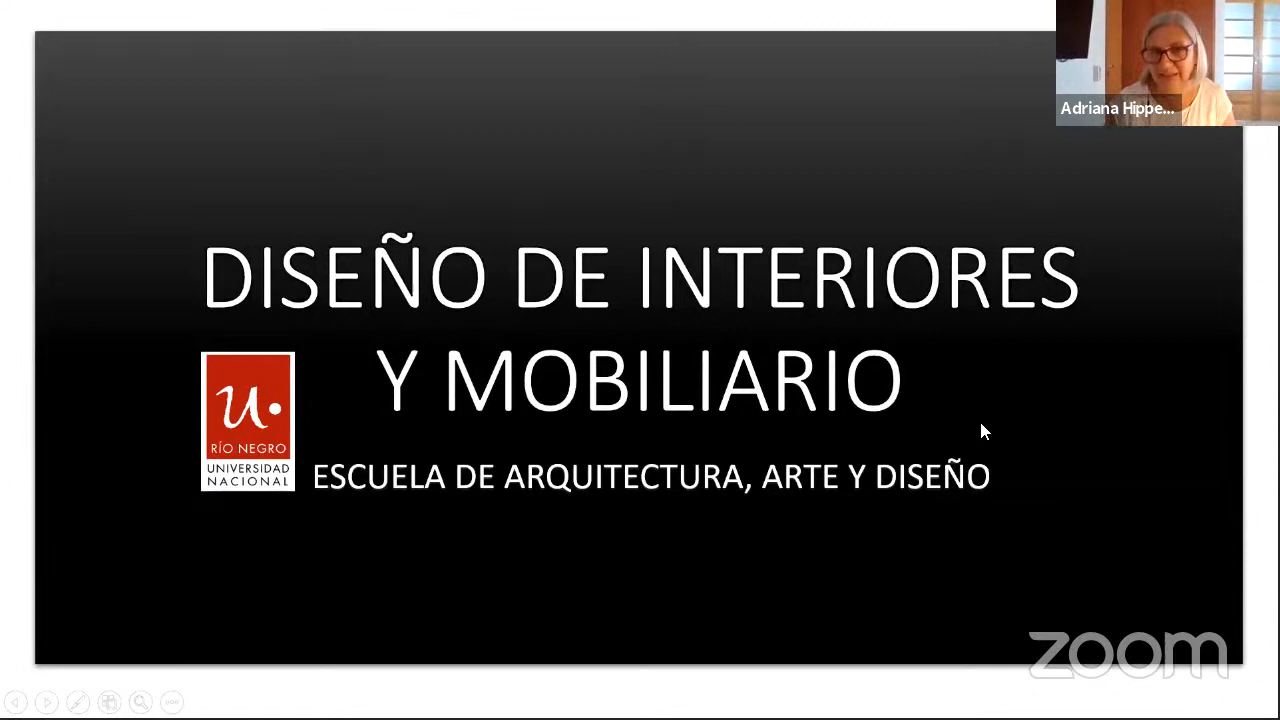 Adriana Hippe...
DISEÑO DE INTERIORES
Y MOBILIARIO
u.
RÍO NEGRO
UNIVERSIDAD
NACIONAL
ESCUELA DE ARQUITECTURA, ARTE Y DISEÑO
zoom